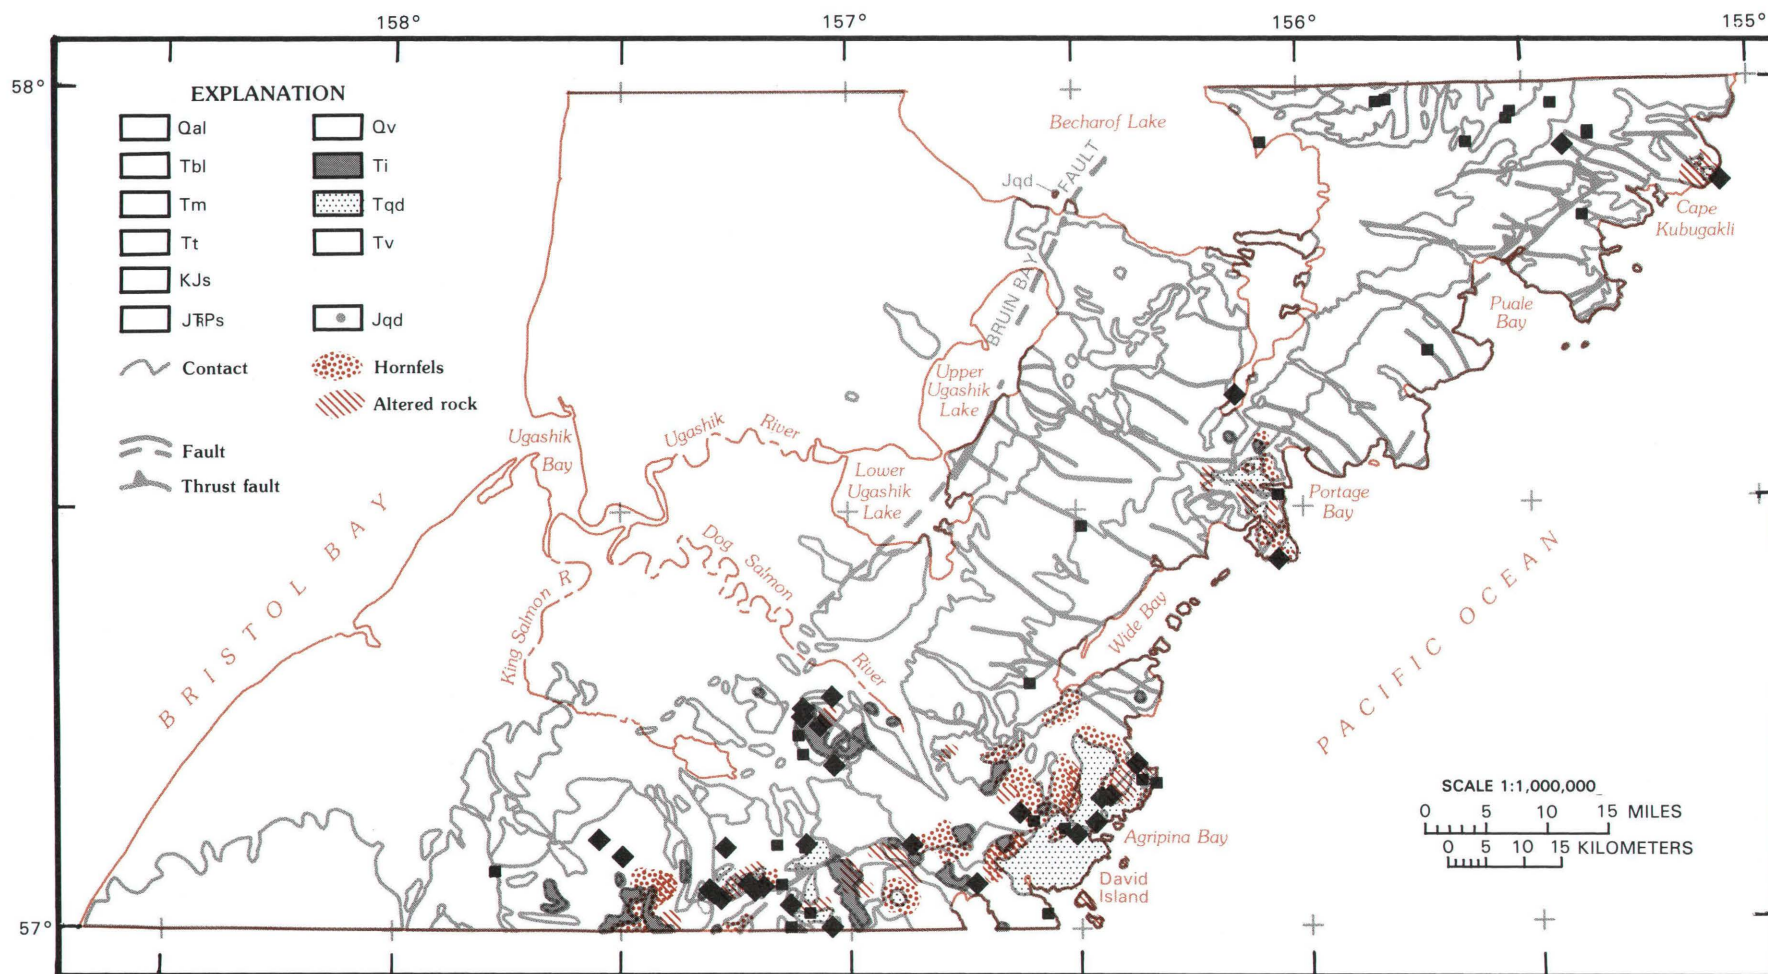 158°
157°
156°
155°
58°
57°
EXPLANATION
Qal
Qv
Tbl
Ti
Tm
Tqd
Tt
Tv
KJs
JTRPs
Jqd
Contact
Hornfels
Altered rock
Fault
Thrust fault
Becharof Lake
Jqd
BRUIN BAY FAULT
Cape
Kubugakli
Puale
Bay
Upper
Ugashik
Lake
Ugashik
Bay
Ugashik River
Lower
Ugashik
Lake
Portage
Bay
Dog Salmon River
King Salmon R
Wide Bay
BRISTOL BAY
PACIFIC OCEAN
Agripina Bay
David
Island
SCALE 1:1,000,000
0 5 10 15 MILES
0 5 10 15 KILOMETERS